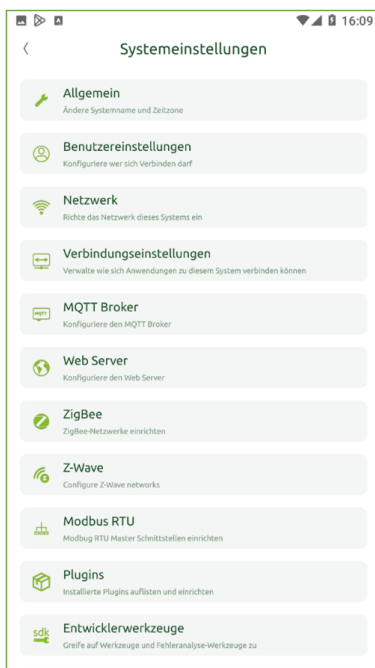 16:09
Systemeinstellungen
Allgemein
Ändere Systemname und Zeitzone
Benutzereinstellungen
Konfiguriere wer sich Verbinden darf
Netzwerk
Richte das Netzwerk dieses Systems ein
Verbindungseinstellungen
Verwalte wie sich Anwendungen zu diesem System verbinden können
MQTT
MQTT Broker
Konfiguriere den MQTT Broker
Web Server
Konfiguriere den Web Server
ZigBee
ZigBee-Netzwerke einrichten
Z-Wave
Configure Z-Wave networks
Modbus RTU
Modbug RTU Master Schnittstellen einrichten
Plugins
Installierte Plugins auflisten und einrichten
sdk
Entwicklerwerkzeuge
Greife auf Werkzeuge und Fehleranalyse-Werkzeuge zu